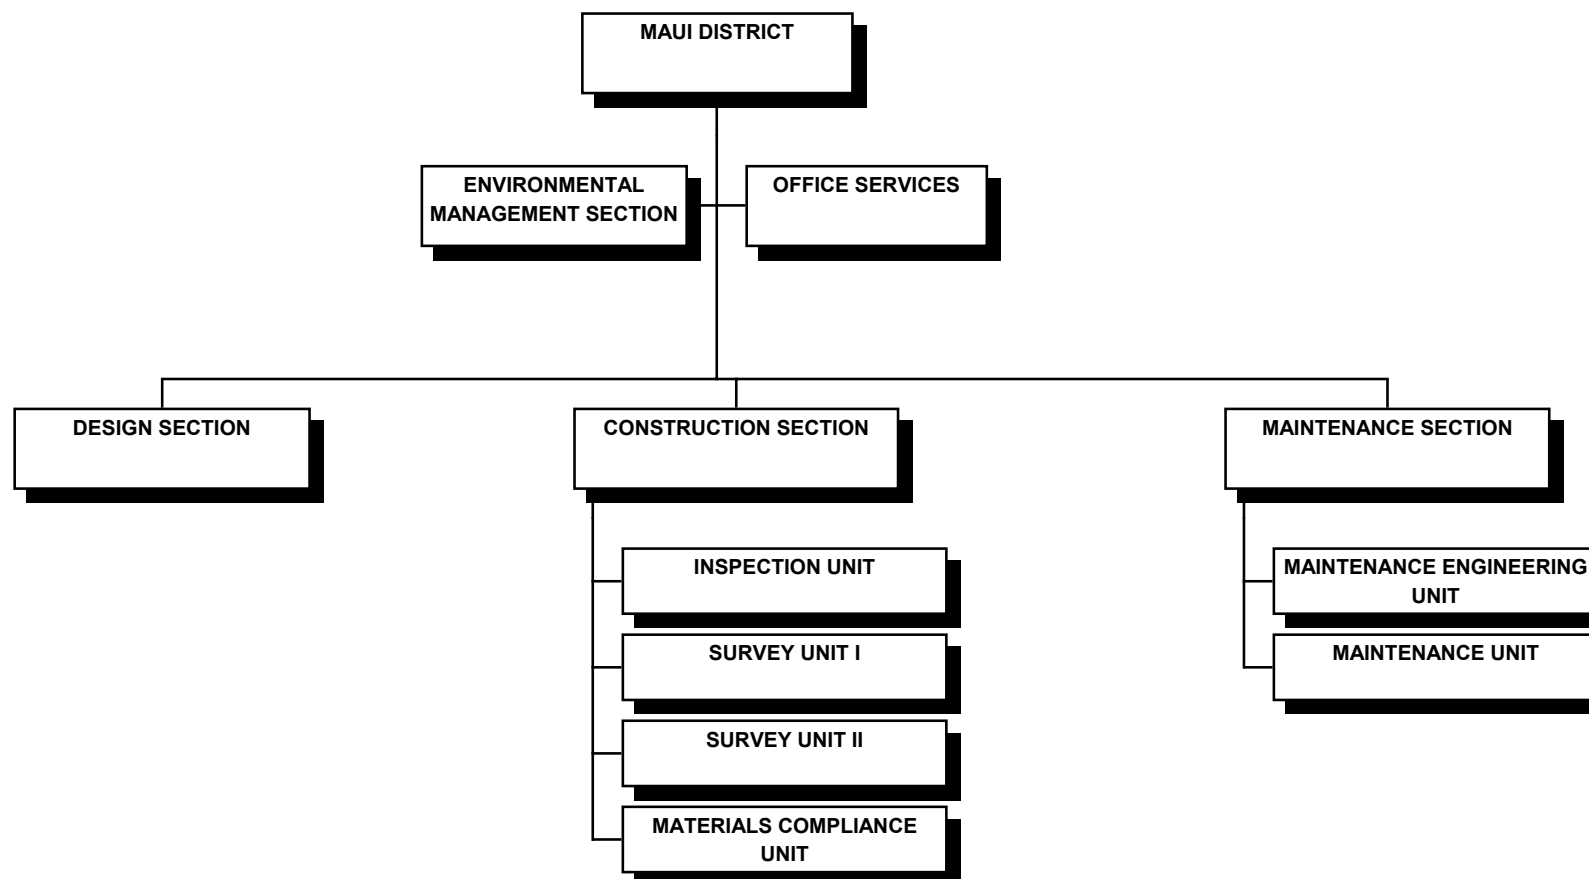 MAUI DISTRICT
ENVIRONMENTAL
MANAGEMENT SECTION
OFFICE SERVICES
DESIGN SECTION
CONSTRUCTION SECTION
MAINTENANCE SECTION
INSPECTION UNIT
SURVEY UNIT I
SURVEY UNIT II
MATERIALS COMPLIANCE
UNIT
MAINTENANCE ENGINEERING
UNIT
MAINTENANCE UNIT